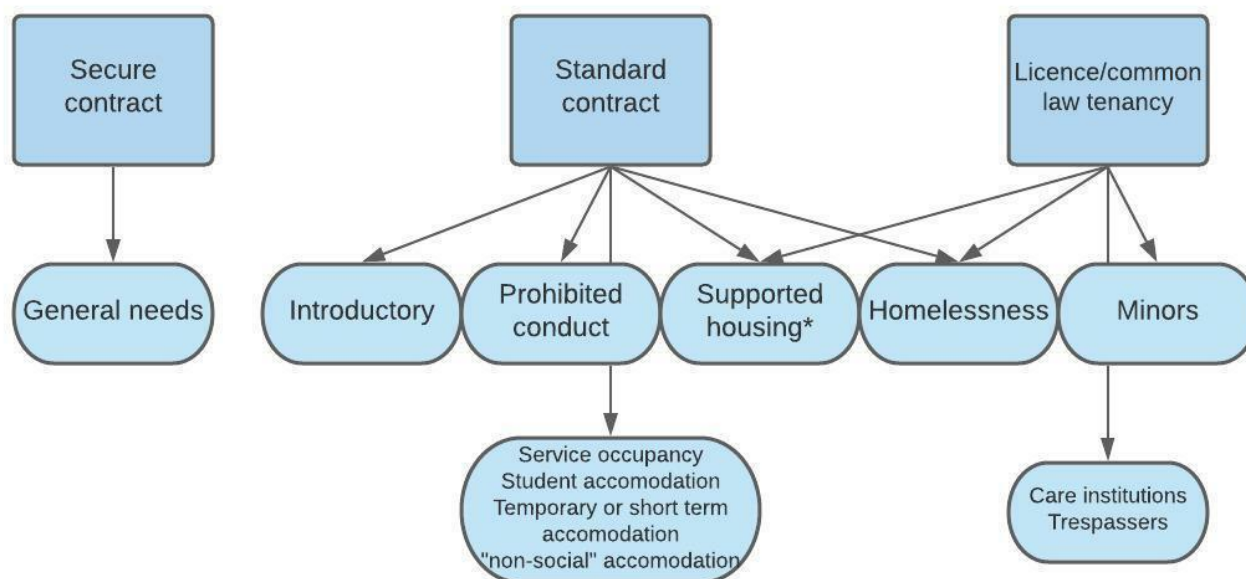 Secure
contract
Standard
contract
Licence/common
law tenancy
General needs
Introductory
Prohibited
conduct
Supported
housing*
Homelessness
Minors
Service occupancy
Student accomodation
Temporary or short term
accomodation
"non-social" accomodation
Care institutions
Trespassers